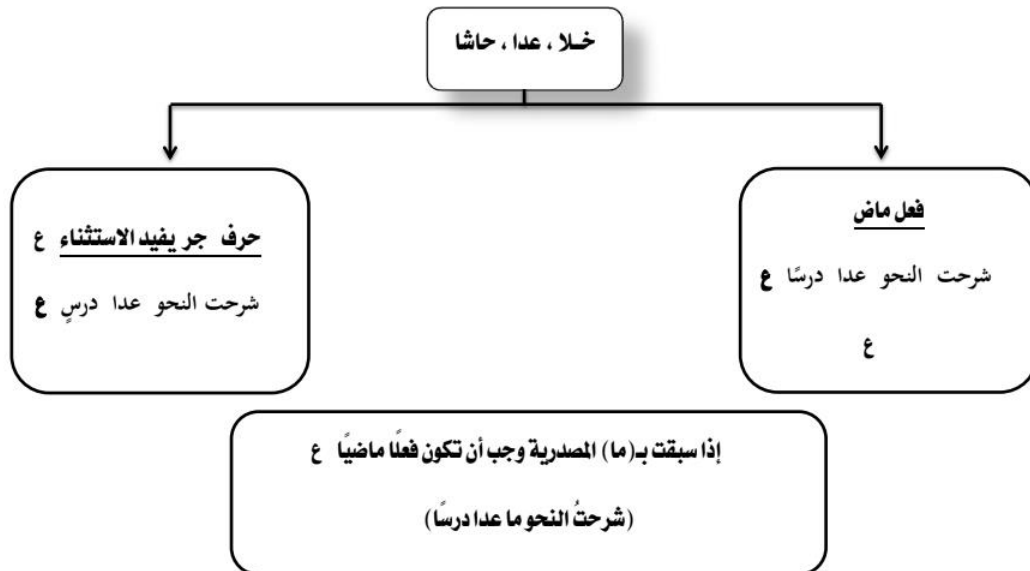 خلا ، عدا ، حاشا
فعل ماض
شرحت النحو عدا درسًا ع
ع
حرف جر يفيد الاستثناء ع
شرحت النحو عدا درسٍ ع
إذا سبقت بـ(ما) المصدرية وجب أن تكون فعلًا ماضيًا ع
(شرحتُ النحو ما عدا درسًا)